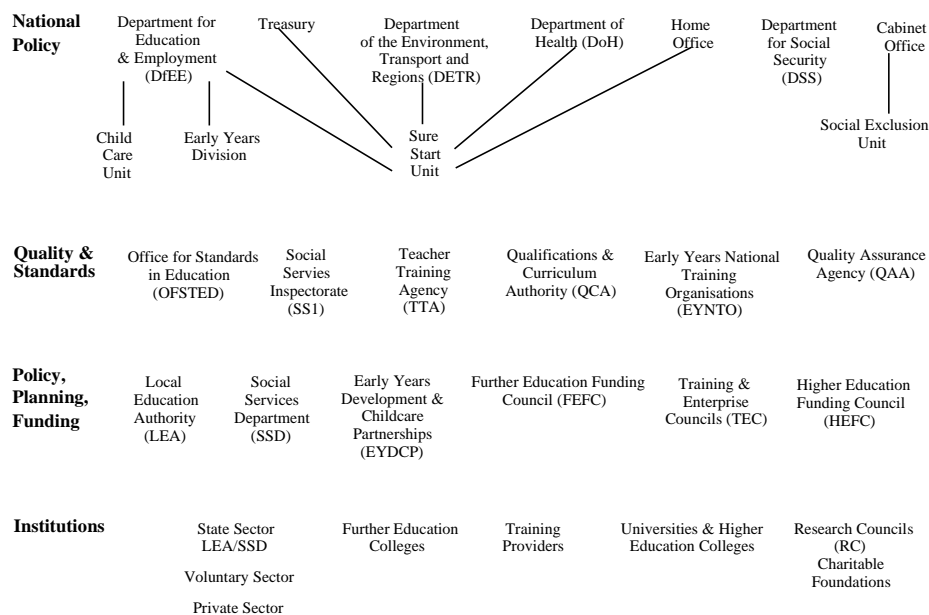 National
Policy
Department for
Education
& Employment
(DfEE)
Treasury
Department
of the Environment,
Transport and
Regions (DETR)
Department of
Health (DoH)
Home
Office
Department
for Social
Security
(DSS)
Cabinet
Office
Child
Care
Unit
Early Years
Division
Sure
Start
Unit
Social Exclusion
Unit
Quality &
Standards
Office for Standards
in Education
(OFSTED)
Social
Servies
Inspectorate
(SS1)
Teacher
Training
Agency
(TTA)
Qualifications &
Curriculum
Authority (QCA)
Early Years National
Training
Organisations
(EYNTO)
Quality Assurance
Agency (QAA)
Policy,
Planning,
Funding
Local
Education
Authority
(LEA)
Social
Services
Department
(SSD)
Early Years
Development &
Childcare
Partnerships
(EYDCP)
Further Education Funding
Council (FEFC)
Training &
Enterprise
Councils (TEC)
Higher Education
Funding Council
(HEFC)
Institutions
State Sector
LEA/SSD
Voluntary Sector
Private Sector
Further Education
Colleges
Training
Providers
Universities & Higher
Education Colleges
Research Councils
(RC)
Charitable
Foundations